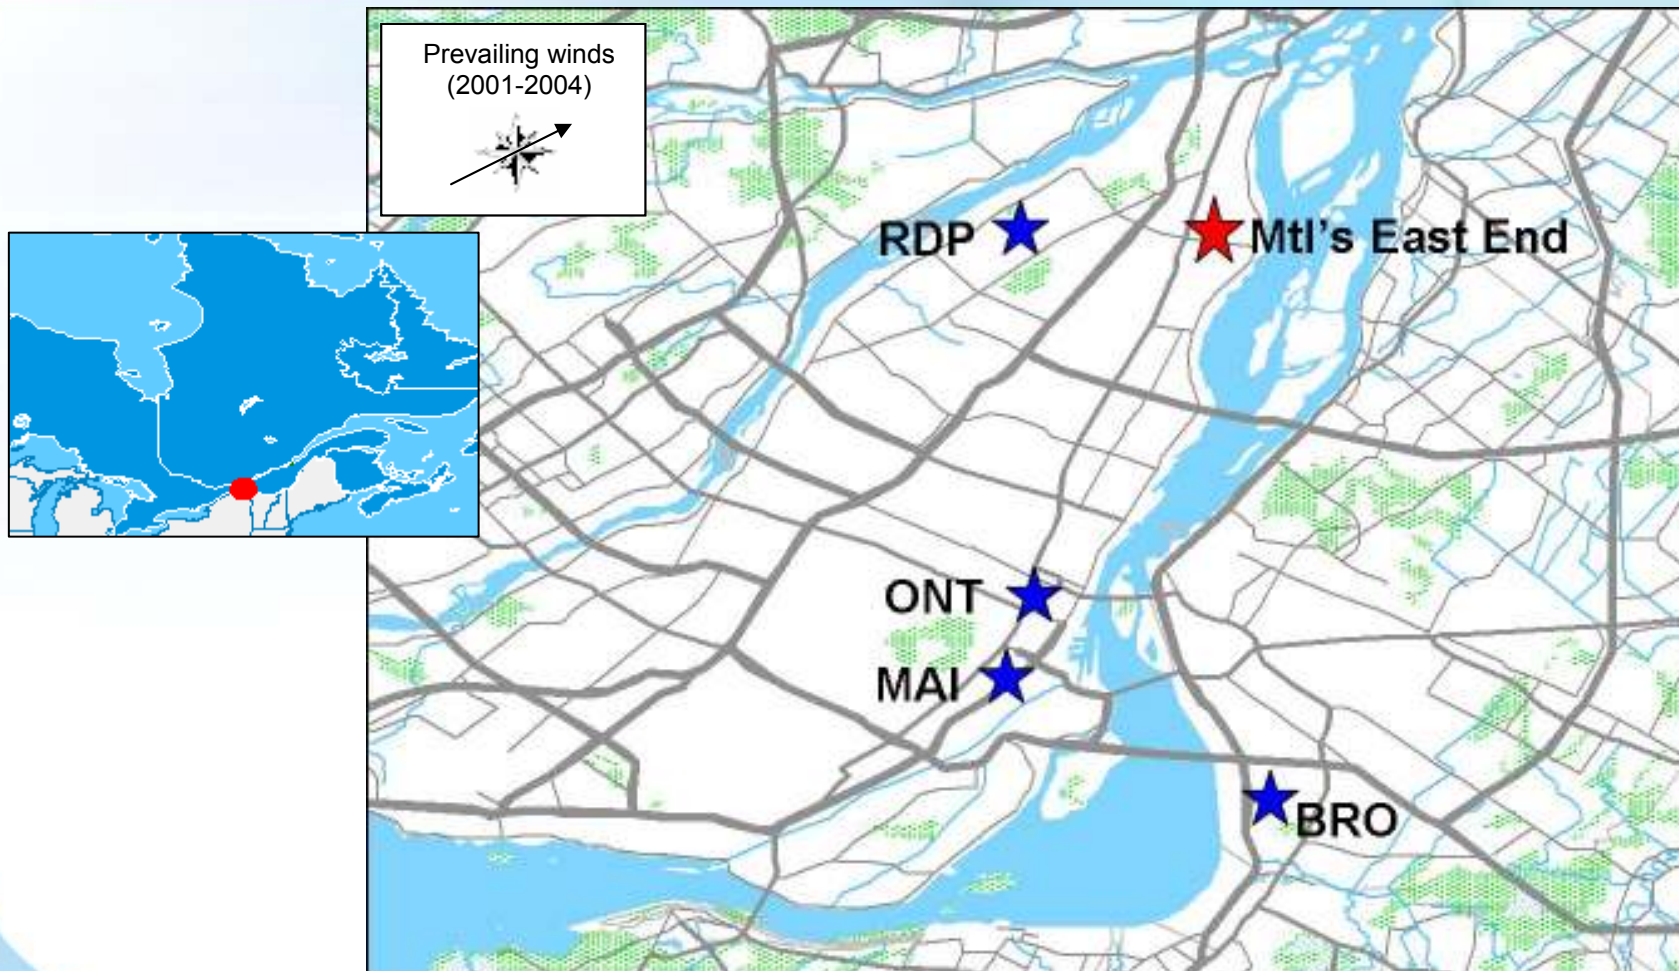 Prevailing winds
(2001-2004)
RDP
Mtl's East End
ONT
MAI
BRO